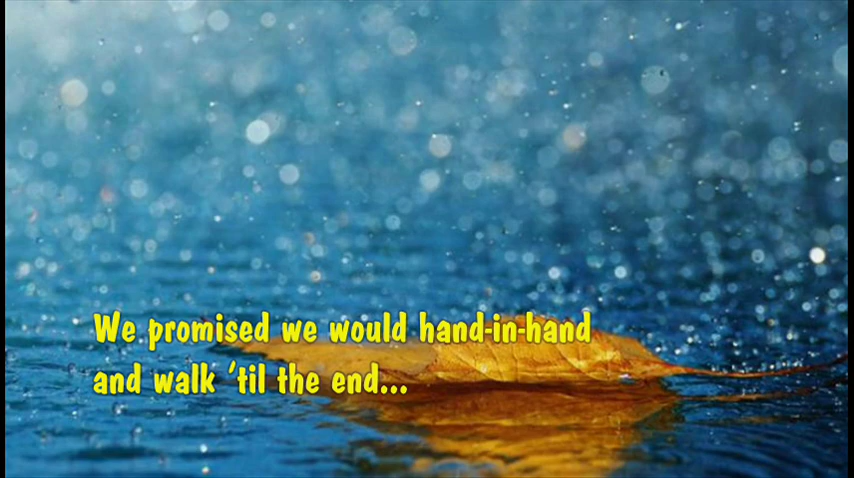 We promised we would hand-in-hand
and walk ’til the end...